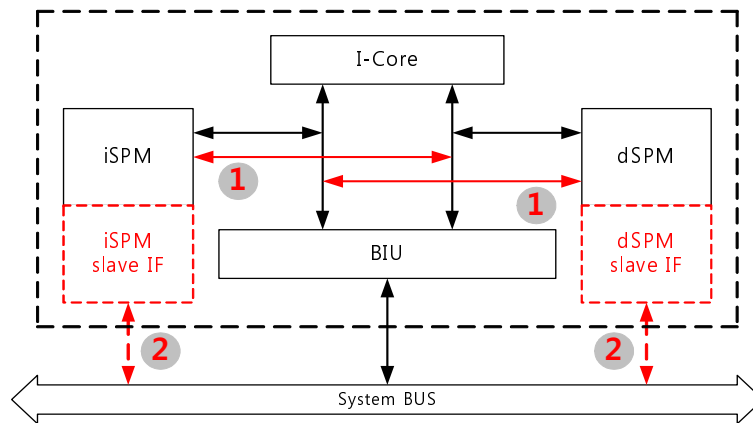 I-Core
iSPM
dSPM
1
1
iSPM
slave IF
BIU
dSPM
slave IF
2
2
System BUS